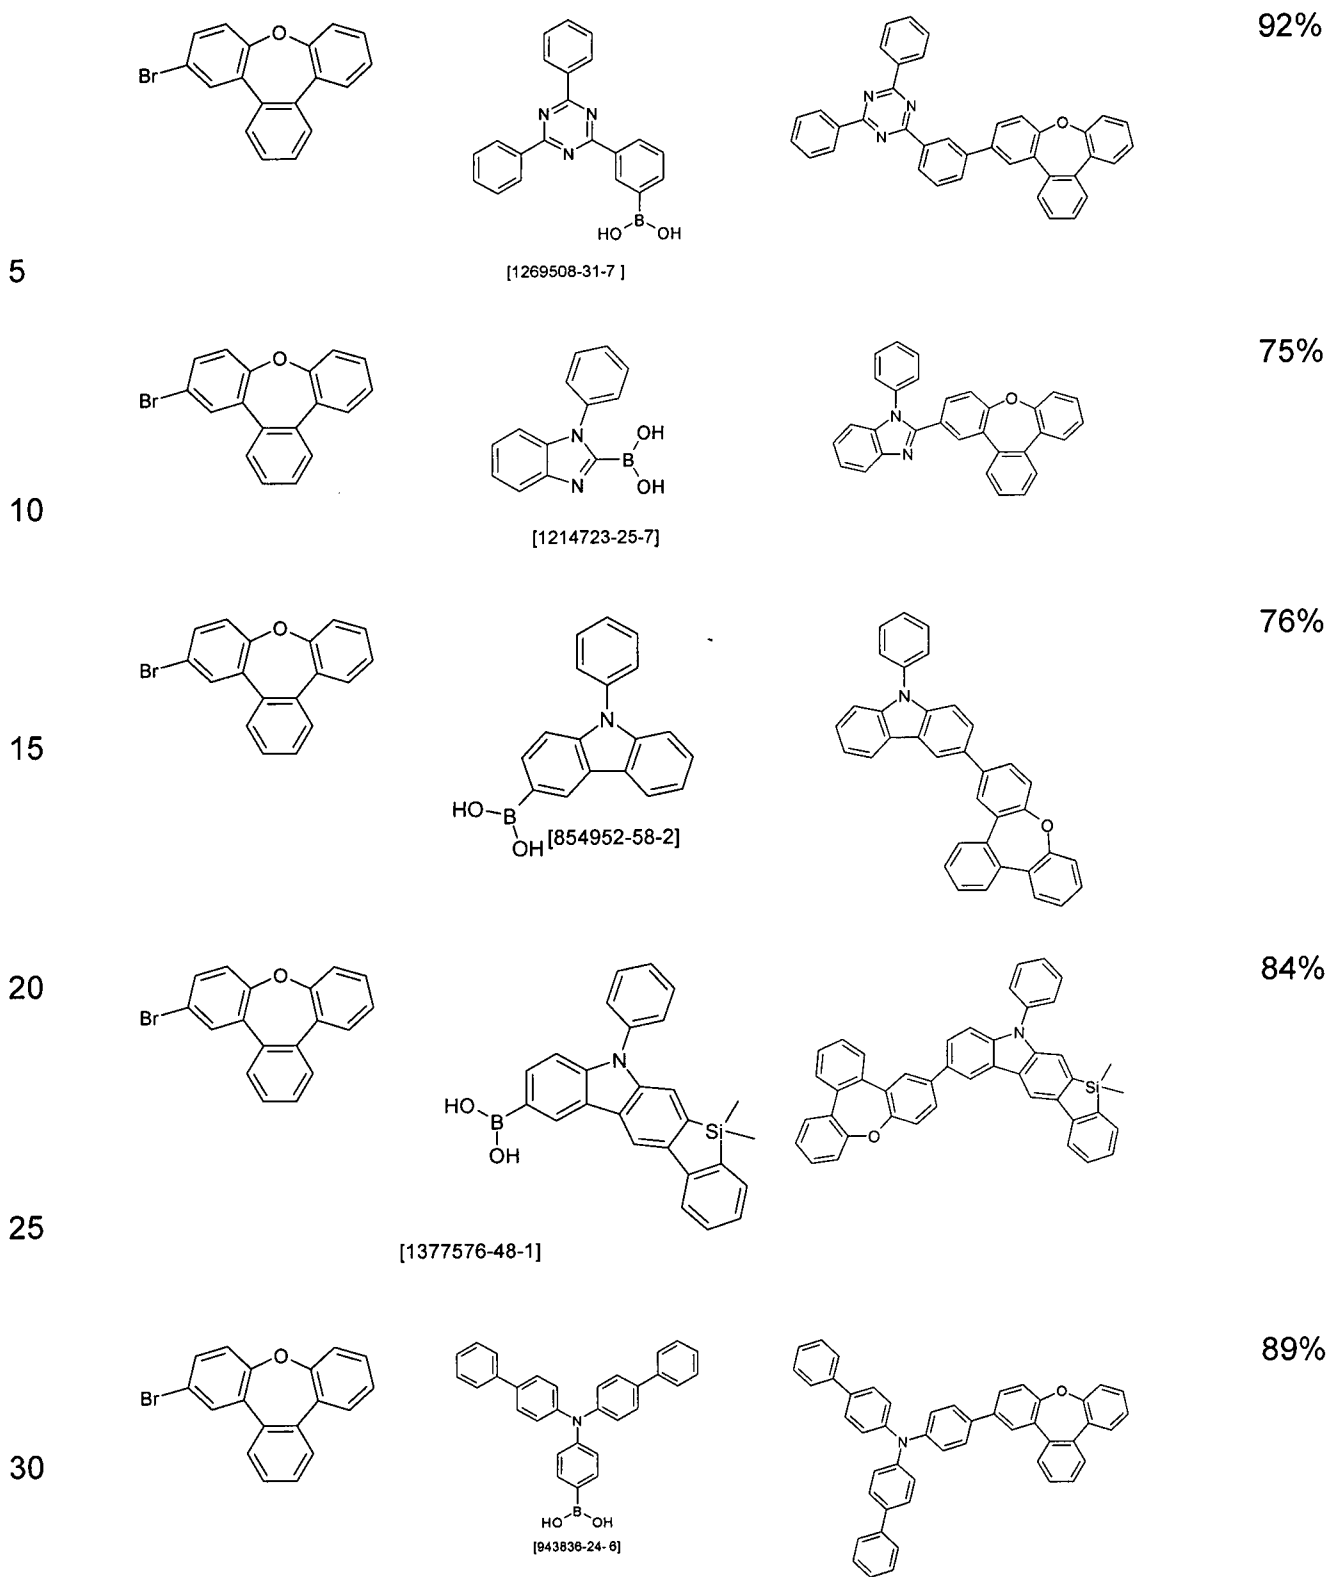 92%
O
Br
N N
N
B
HO OH
N N
N
O
5
[1269508-31-7 ]
75%
O
Br
N
N
OH
B
OH
N
N
O
10
[1214723-25-7]
76%
O
Br
N
HO
B
OH
[854952-58-2]
N
O
15
20
84%
O
Br
N
HO
B
OH
Si
N
Si
O
25
[1377576-48-1]
89%
O
Br
N
B
HO OH
N
O
30
[943836-24-6]